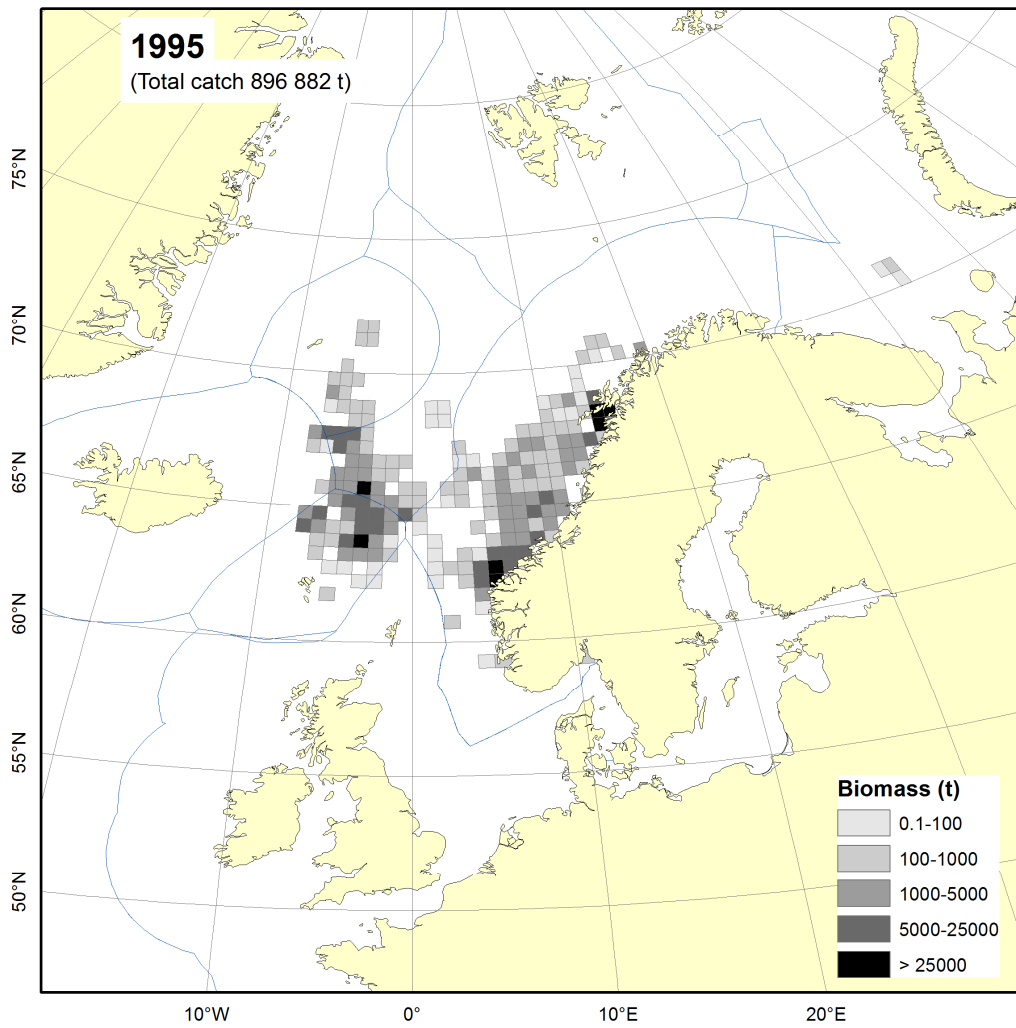 1995
(Total catch 896 882 t)
75°N
70°N
65°N
60°N
55°N
50°N
Biomass (t)
0.1-100
100-1000
1000-5000
5000-25000
> 25000
10°W
0°
10°E
20°E